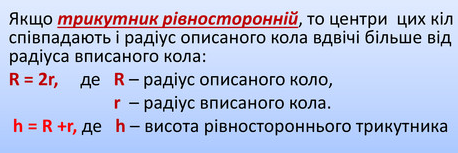 Якщо трикутник рівносторонній, то центри цих кіл
співпадають і радіус описаного кола вдвічі більше від
радіуса вписаного кола:
R = 2r, де R – радіус описаного коло,
r – радіус вписаного кола.
h = R +r, де h – висота рівностороннього трикутника